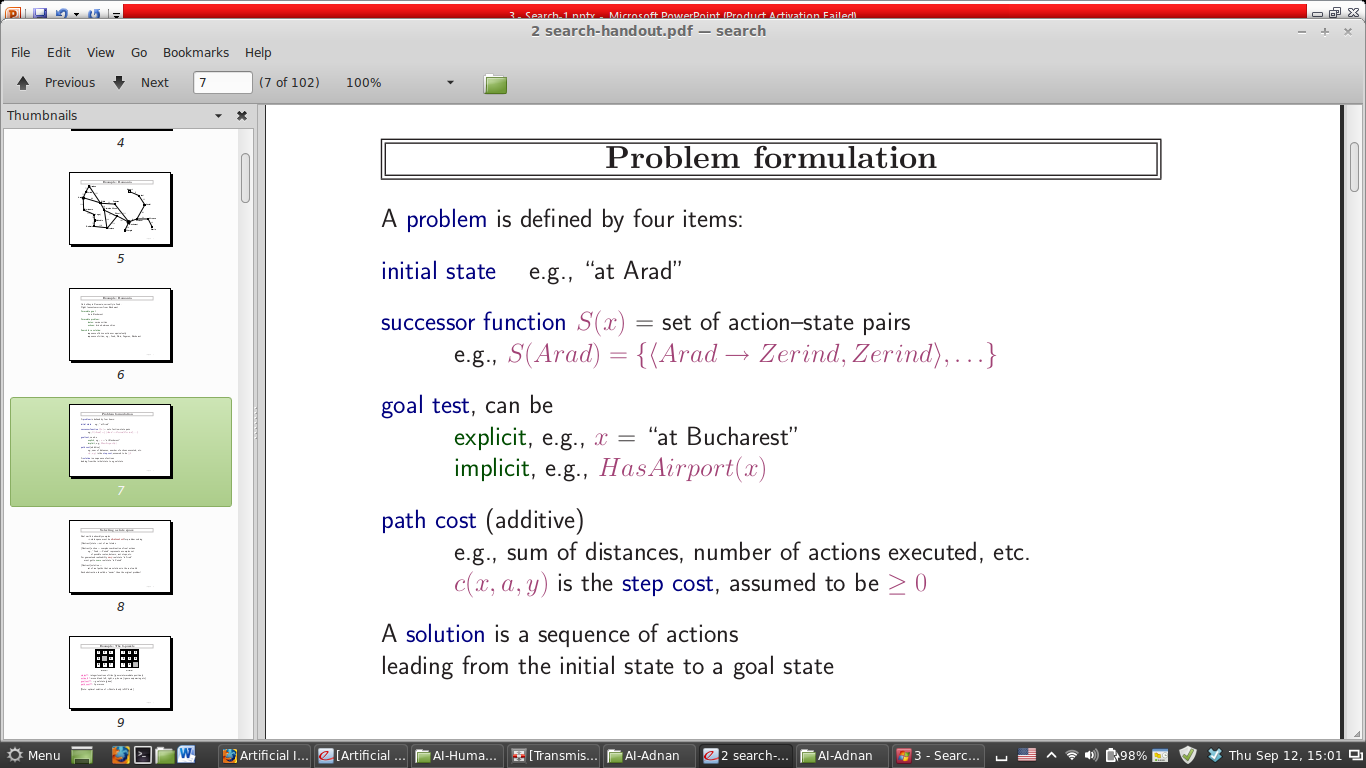 3 - Search-1.pptx - Microsoft PowerPoint (Product Activation Failed)
2 search-handout.pdf — search
File Edit View Go Bookmarks Help
Previous Next 7 (7 of 102) 100%
Thumbnails
4
5
6
7
8
9
Problem formulation
A problem is defined by four items:
initial state e.g., “at Arad”
successor function S(x) = set of action–state pairs
e.g., S(Arad) = {⟨Arad → Zerind, Zerind⟩, . . .}
goal test, can be
explicit, e.g., x = “at Bucharest”
implicit, e.g., HasAirport(x)
path cost (additive)
e.g., sum of distances, number of actions executed, etc.
c(x, a, y) is the step cost, assumed to be ≥ 0
A solution is a sequence of actions
leading from the initial state to a goal state
Menu Artificial I... [Artificial ... AI-Huma... [Transmis... AI-Adnan 2 search-... AI-Adnan 3 - Searc... 98% Thu Sep 12, 15:01